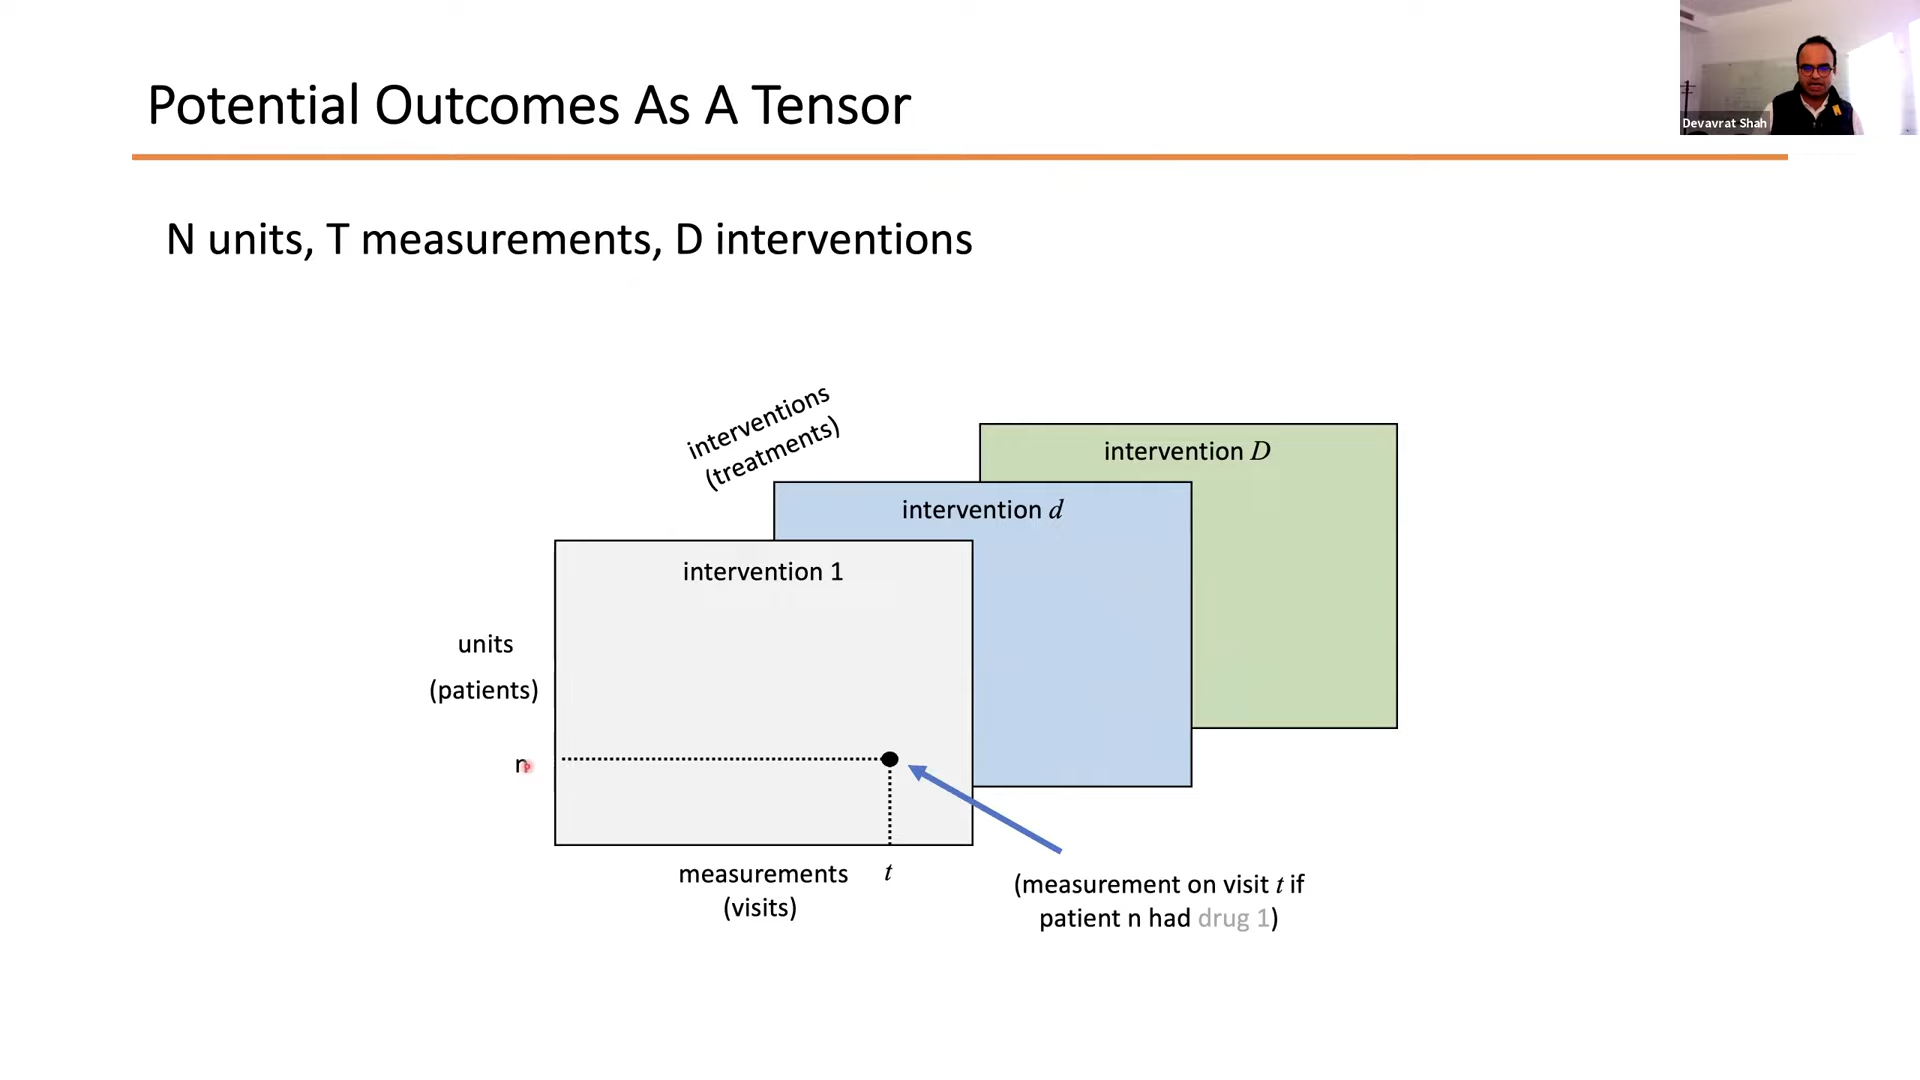 Potential Outcomes As A Tensor
Devavrat Shah
N units, T measurements, D interventions
interventions
(treatments)
intervention D
intervention d
intervention 1
units
(patients)
n
measurements
(visits)
t
(measurement on visit t if
patient n had drug 1)